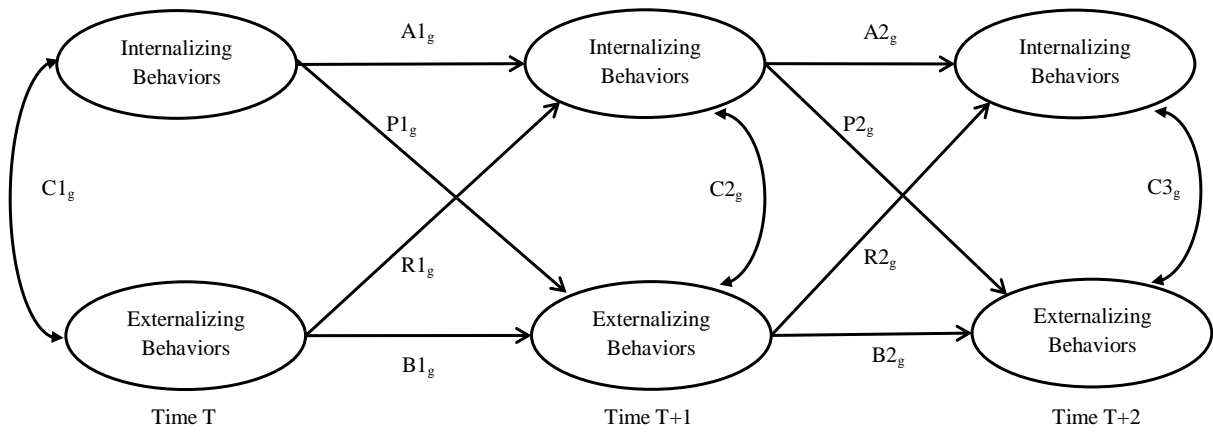 A1g
A2g
Internalizing
Behaviors
Internalizing
Behaviors
Internalizing
Behaviors
P1g
P2g
C1g
C2g
C3g
R1g
R2g
Externalizing
Behaviors
Externalizing
Behaviors
Externalizing
Behaviors
B1g
B2g
Time T
Time T+1
Time T+2